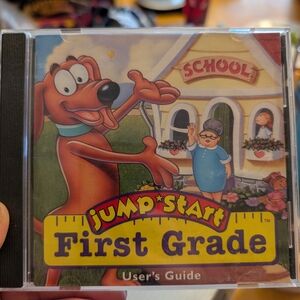 SCHOOL
jump★start
First Grade
User's Guide